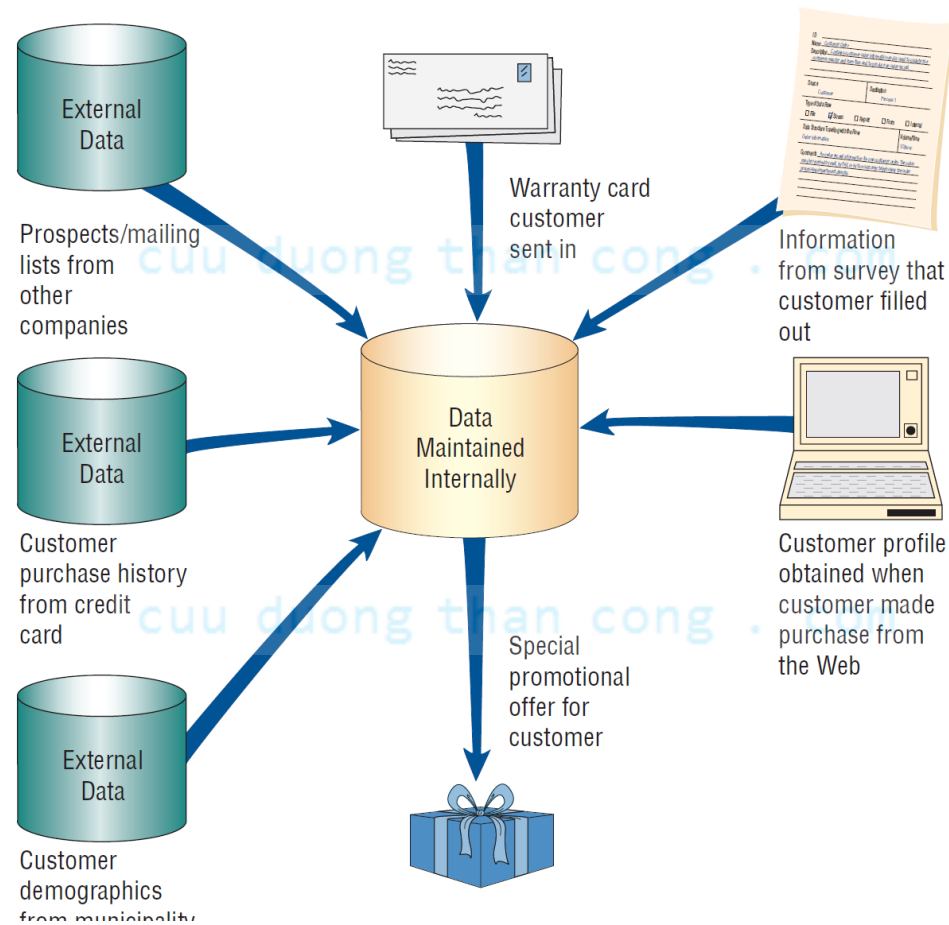 External
Data
Prospects/mailing
lists from
other
companies
Warranty card
customer
sent in
Information
from survey that
customer filled
out
cuu duong than cong . com
External
Data
Customer
purchase history
from credit
card
Data
Maintained
Internally
Customer profile
obtained when
customer made
purchase from
the Web
cuu duong than cong . com
Special
promotional
offer for
customer
External
Data
Customer
demographics
from municipality